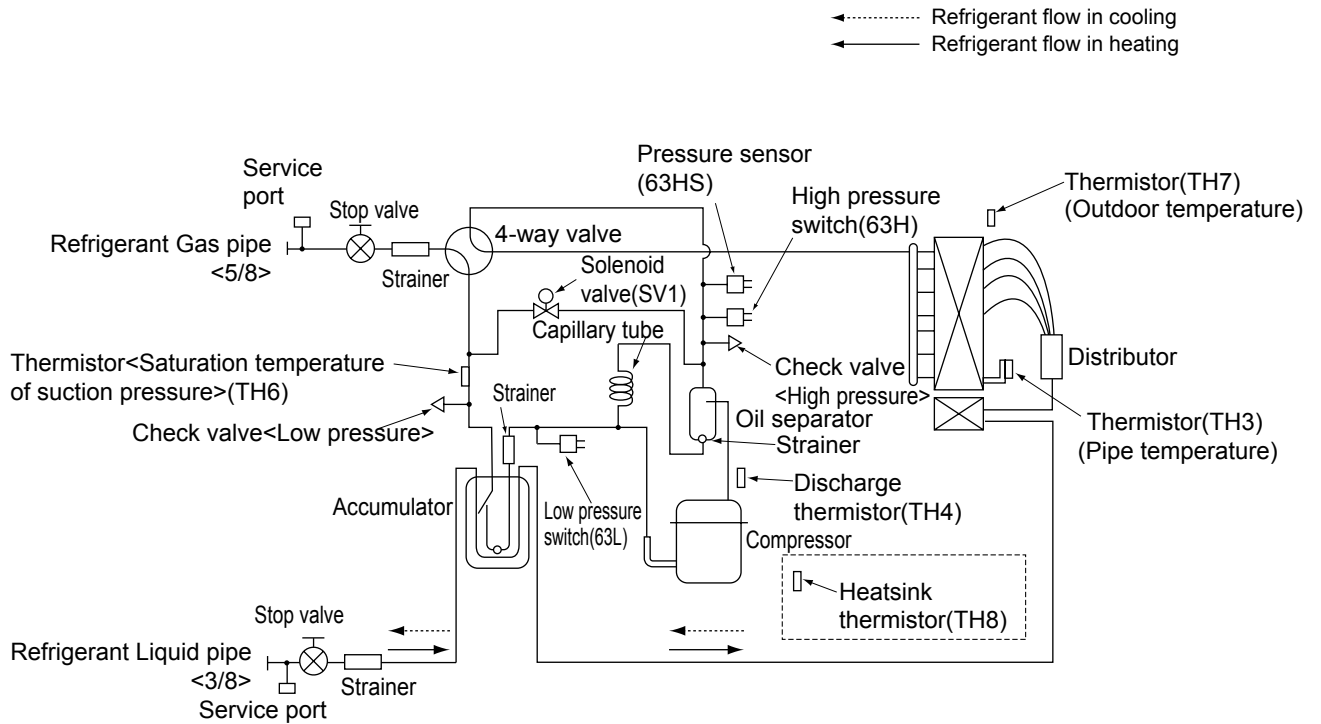 Refrigerant flow in cooling
Refrigerant flow in heating
Pressure sensor
(63HS)
High pressure
switch(63H)
Thermistor(TH7)
(Outdoor temperature)
Service
port
Stop valve
Refrigerant Gas pipe
<5/8>
Strainer
4-way valve
Solenoid
valve(SV1)
Capillary tube
Thermistor<Saturation temperature
of suction pressure>(TH6)
Check valve<Low pressure>
Strainer
Check valve
<High pressure>
Oil separator
Strainer
Distributor
Thermistor(TH3)
(Pipe temperature)
Accumulator
Low pressure
switch(63L)
Discharge
thermistor(TH4)
Compressor
Heatsink
thermistor(TH8)
Stop valve
Refrigerant Liquid pipe
<3/8>
Strainer
Service port